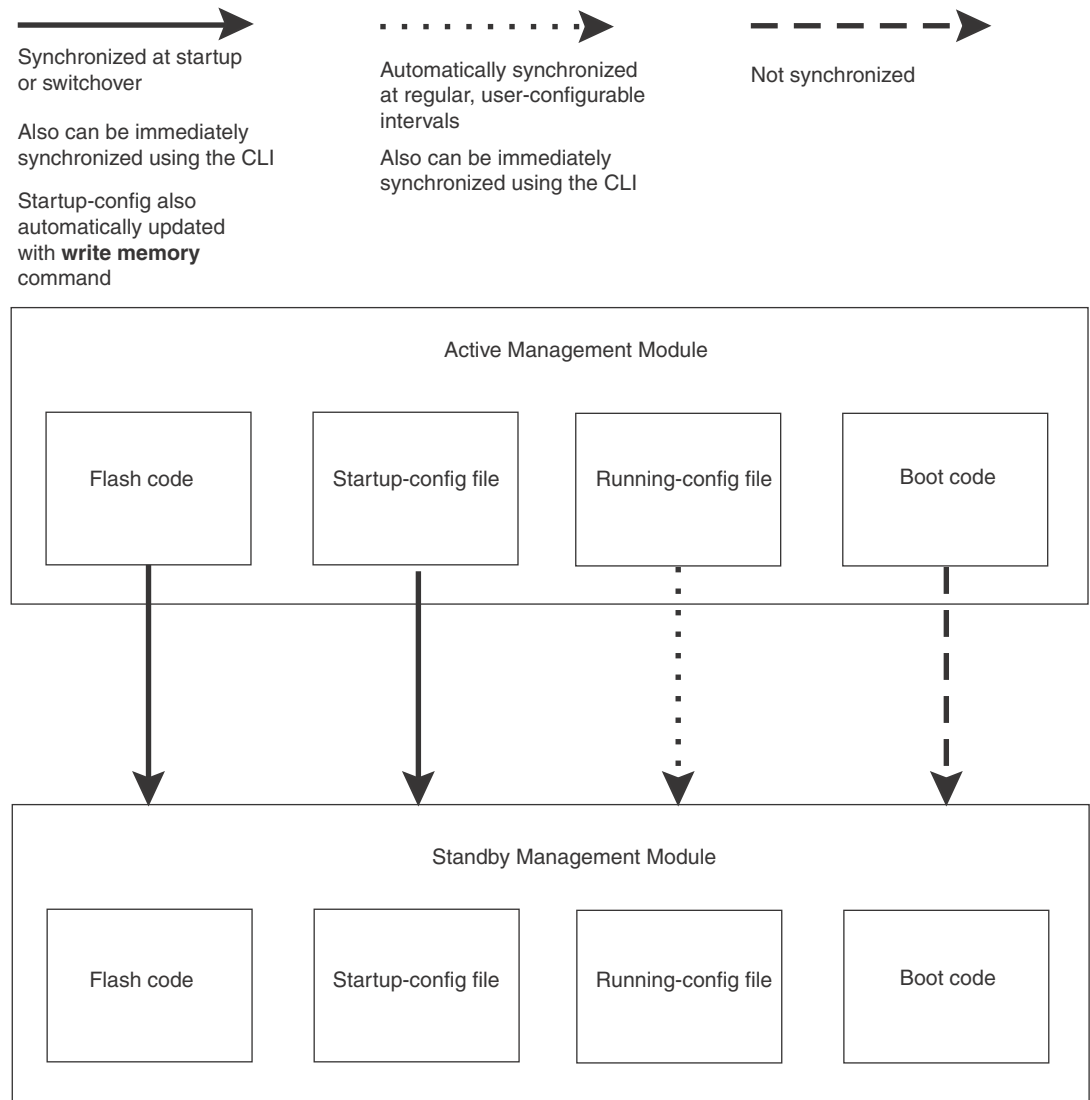 Synchronized at startup
or switchover
Also can be immediately
synchronized using the CLI
Startup-config also
automatically updated
with write memory
command
Automatically synchronized
at regular, user-configurable
intervals
Also can be immediately
synchronized using the CLI
Not synchronized
Active Management Module
Flash code
Startup-config file
Running-config file
Boot code
Standby Management Module
Flash code
Startup-config file
Running-config file
Boot code